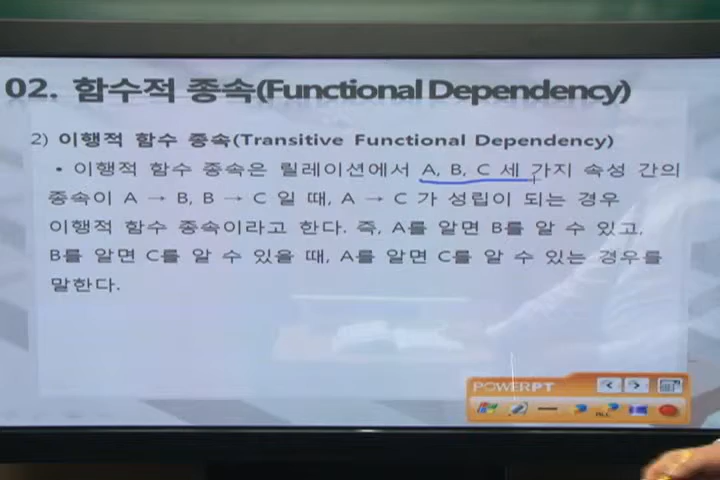 02. 함수적 종속(Functional Dependency)
2) 이행적 함수 종속(Transitive Functional Dependency)
• 이행적 함수 종속은 릴레이션에서 A, B, C 세 가지 속성 간의
종속이 A → B, B → C 일 때, A → C 가 성립이 되는 경우
이행적 함수 종속이라고 한다. 즉, A를 알면 B를 알 수 있고,
B를 알면 C를 알 수 있을 때, A를 알면 C를 알 수 있는 경우를
말한다.
POWERPT
ALL